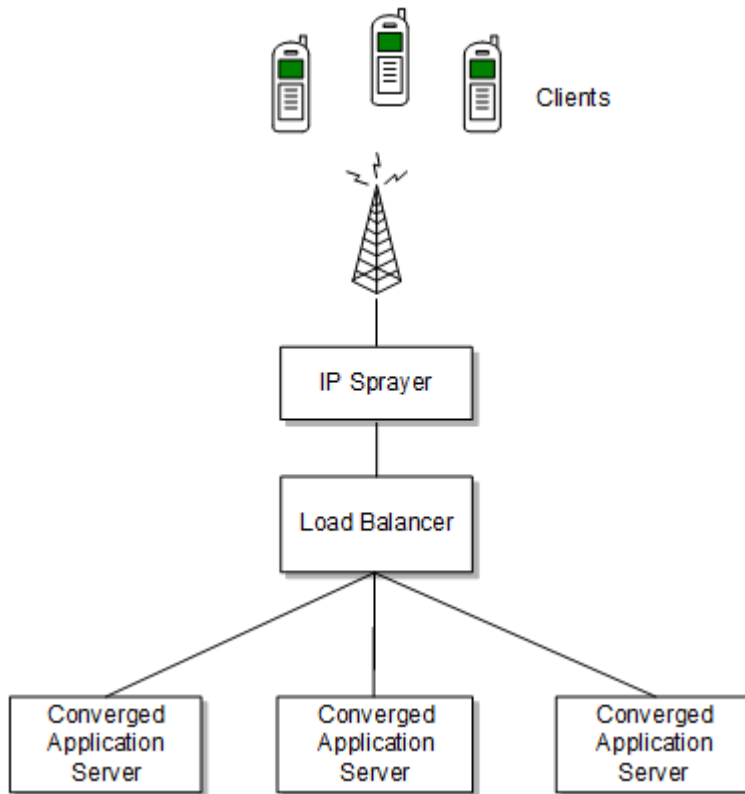 Clients
IP Sprayer
Load Balancer
Converged
Application
Server
Converged
Application
Server
Converged
Application
Server